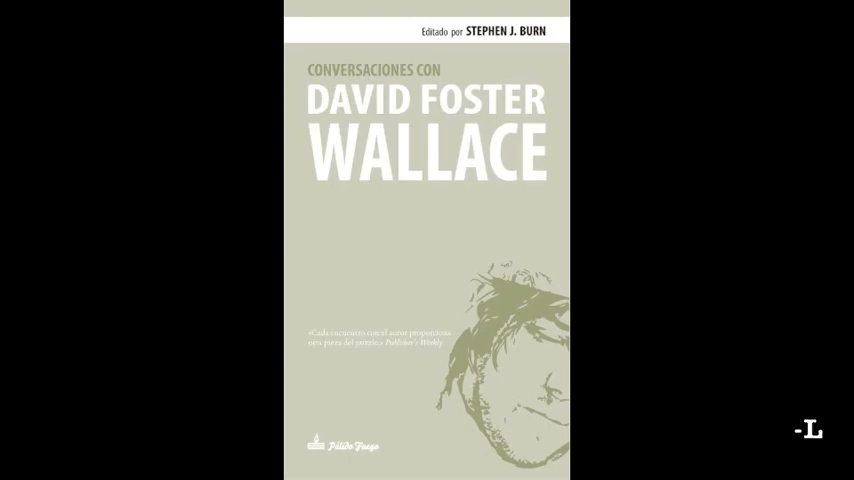 Editado por STEPHEN J. BURN
CONVERSACIONES CON
DAVID FOSTER
WALLACE
«Cada encuentro con el autor proporciona
otra pieza del puzzle.» Publisher's Weekly
Pálido Fuego
-L